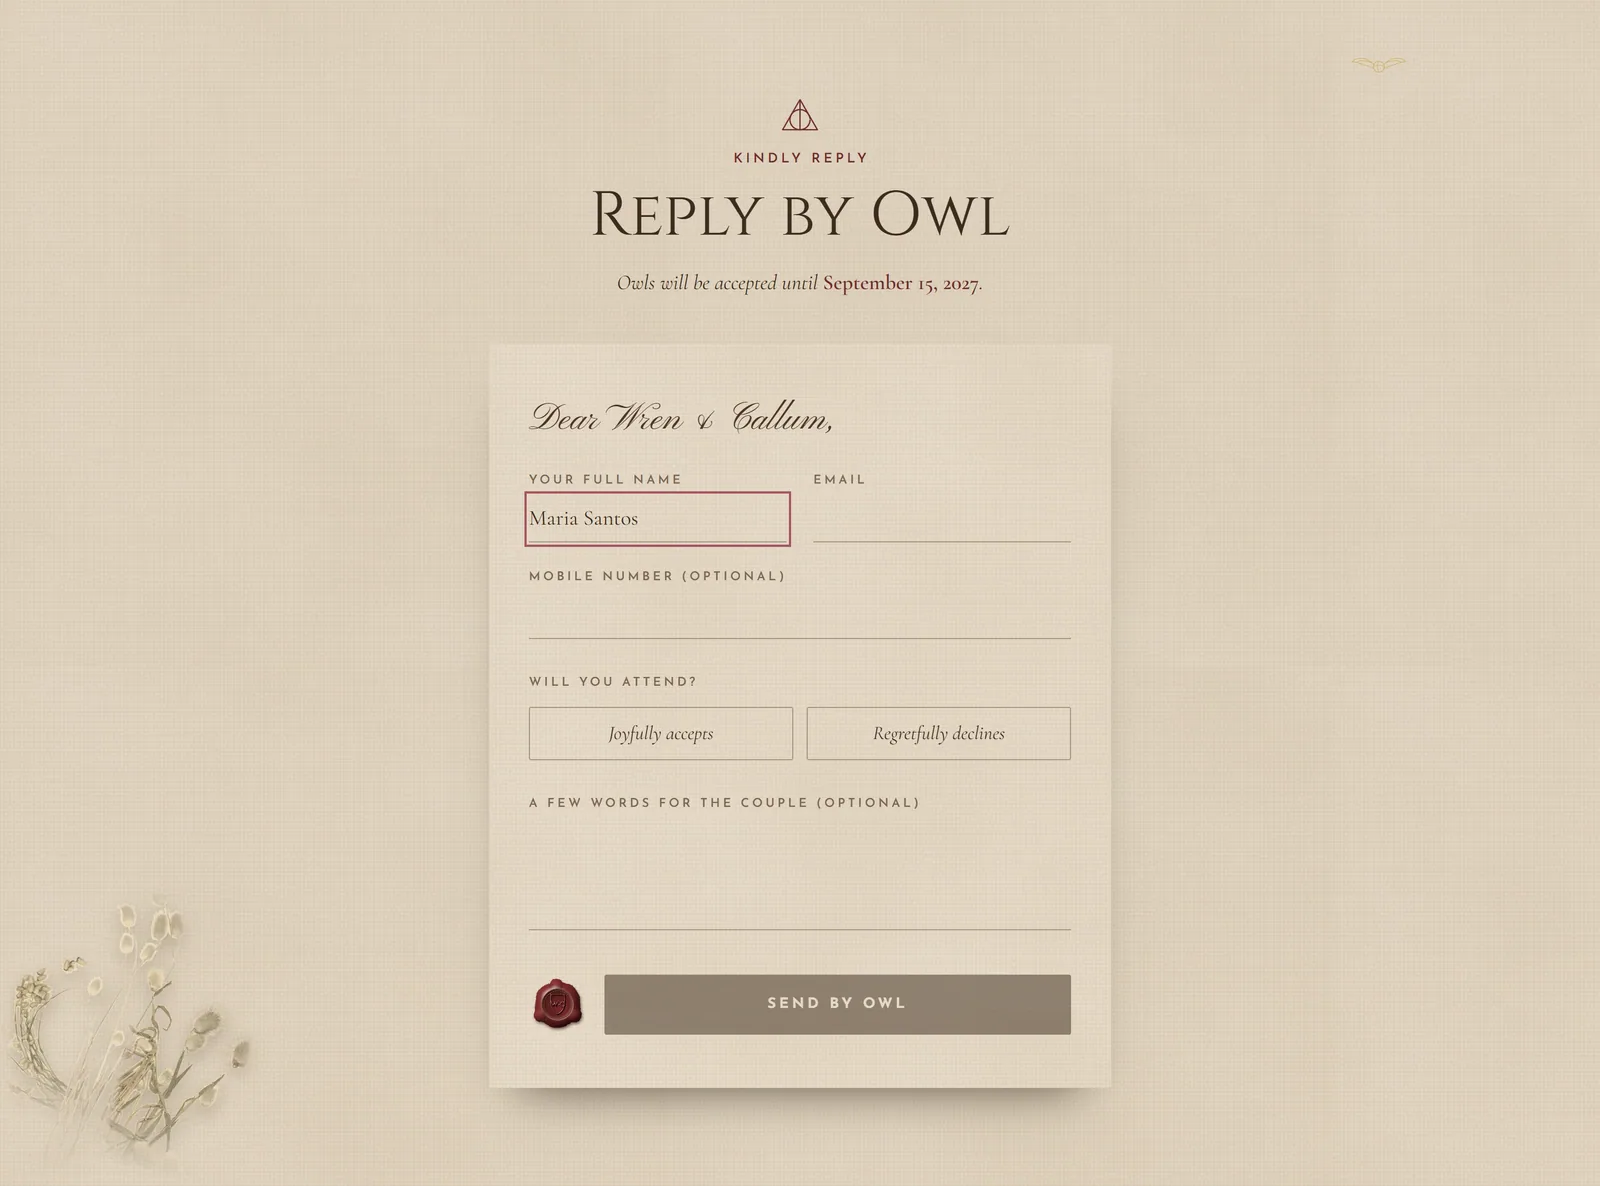 KINDLY REPLY
REPLY BY OWL
Owls will be accepted until September 15, 2027.
Dear Wren & Callum,
YOUR FULL NAME
EMAIL
Maria Santos
MOBILE NUMBER (OPTIONAL)
WILL YOU ATTEND?
Joyfully accepts
Regretfully declines
A FEW WORDS FOR THE COUPLE (OPTIONAL)
SEND BY OWL